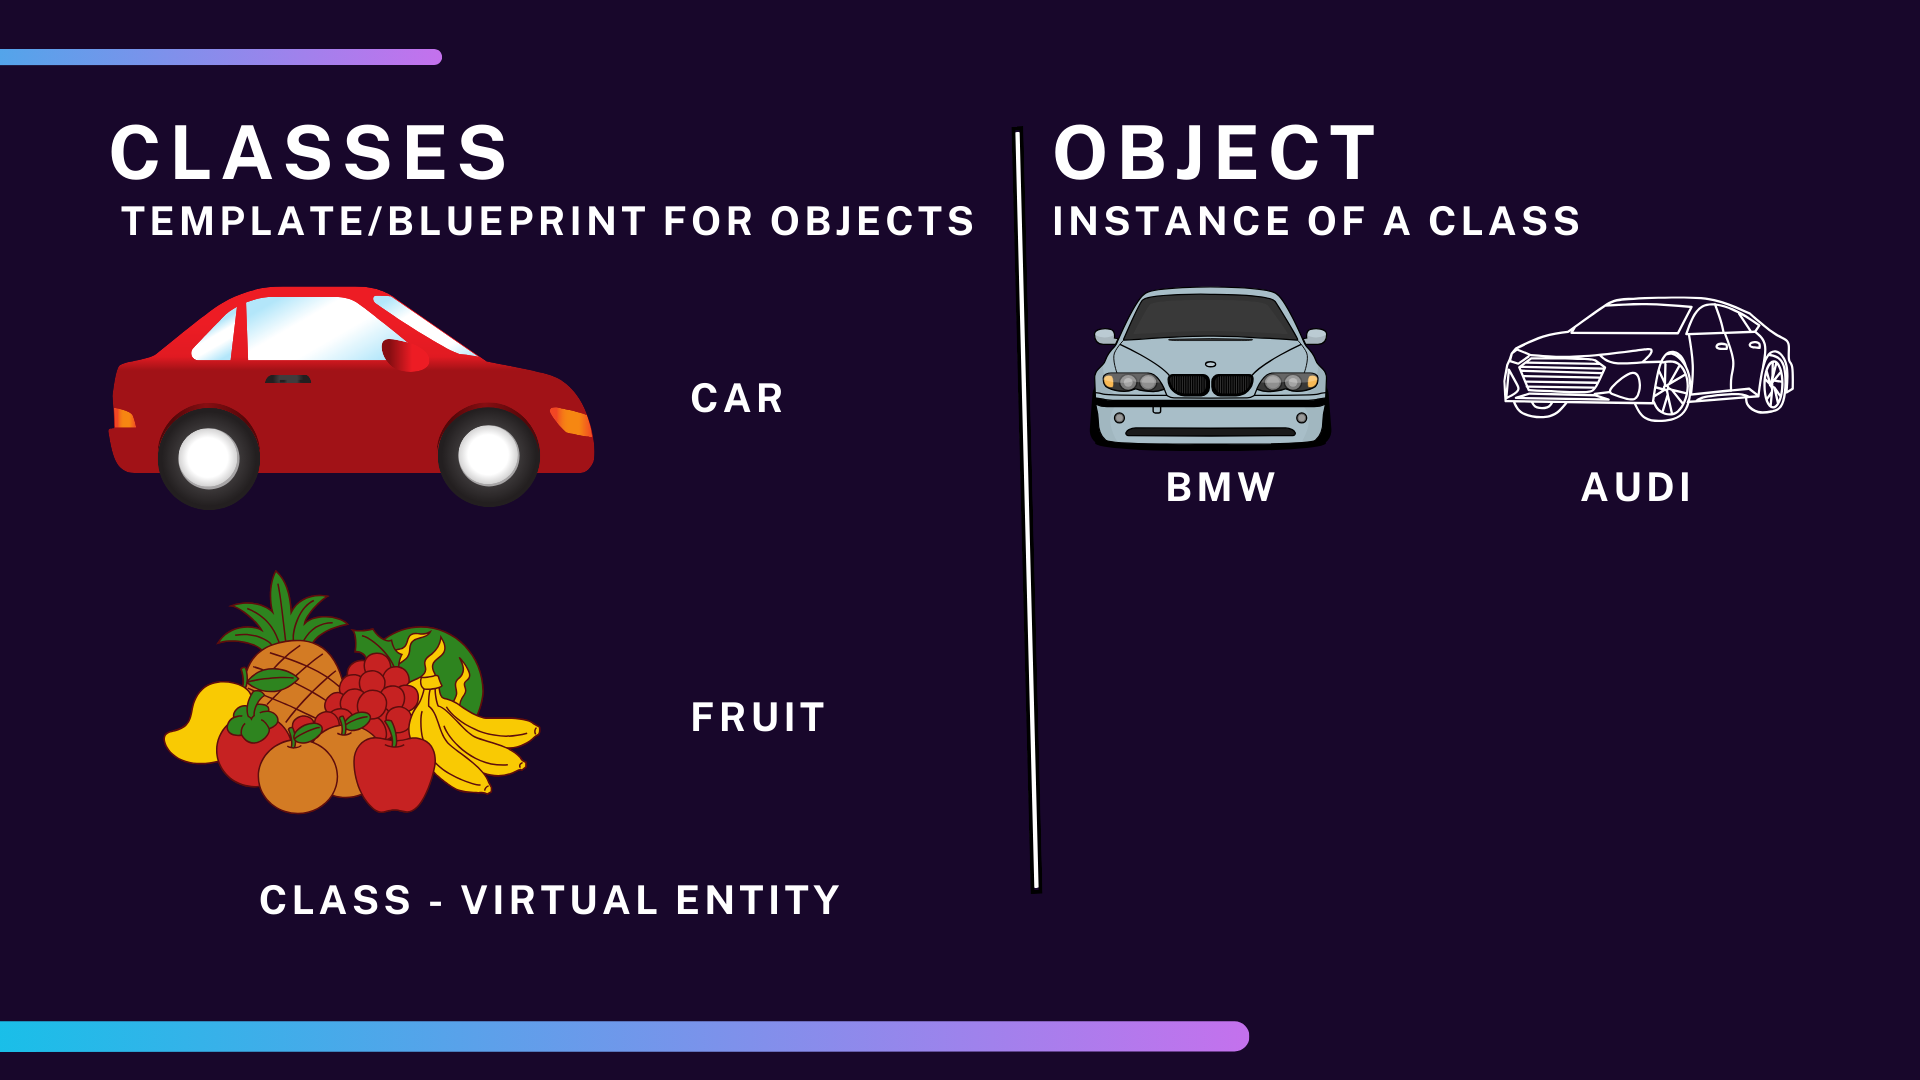 CLASSES
TEMPLATE/BLUEPRINT FOR OBJECTS
CAR
FRUIT
CLASS - VIRTUAL ENTITY
OBJECT
INSTANCE OF A CLASS
BMW
AUDI